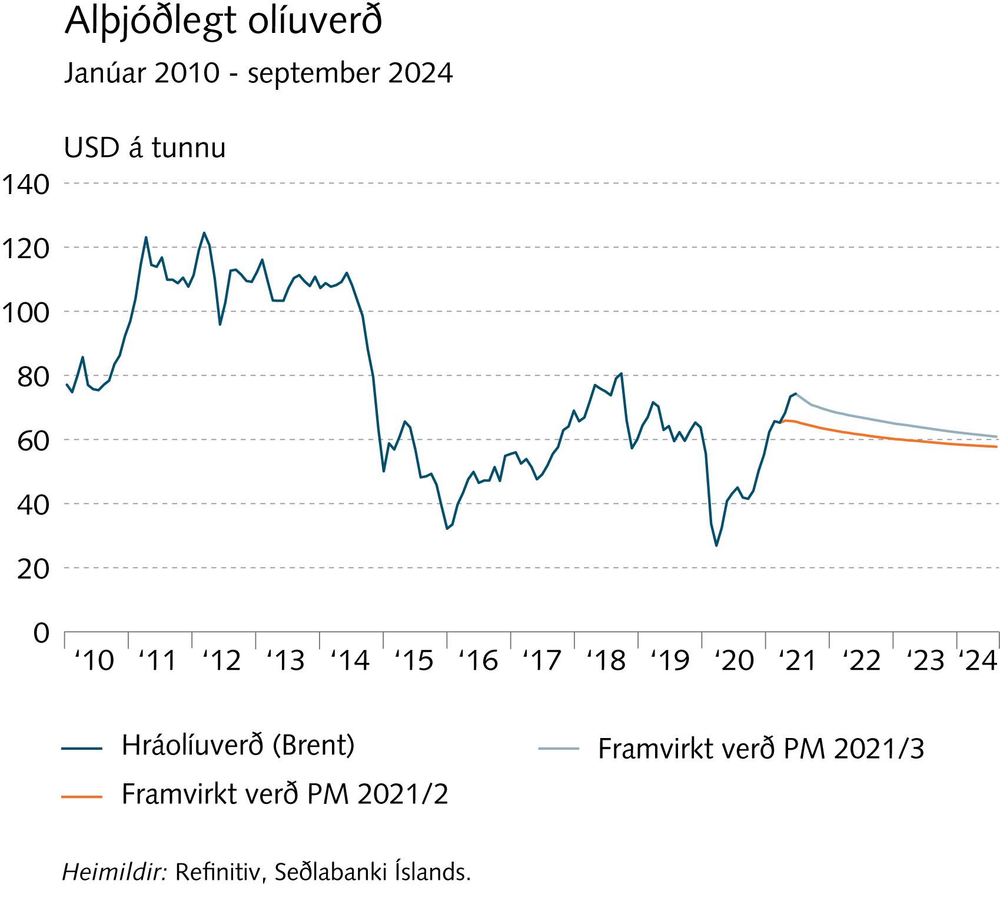 Alþjóðlegt olíuverð
Janúar 2010 - september 2024
USD á tunnu
140
120
100
80
60
40
20
0
‘10 ‘11 ‘12 ‘13 ‘14 ‘15 ‘16 ‘17 ‘18 ‘19 ‘20 ‘21 ‘22 ‘23 ‘24
Hráolíuverð (Brent)
Framvirkt verð PM 2021/3
Framvirkt verð PM 2021/2
Heimildir: Refinitiv, Seðlabanki Íslands.